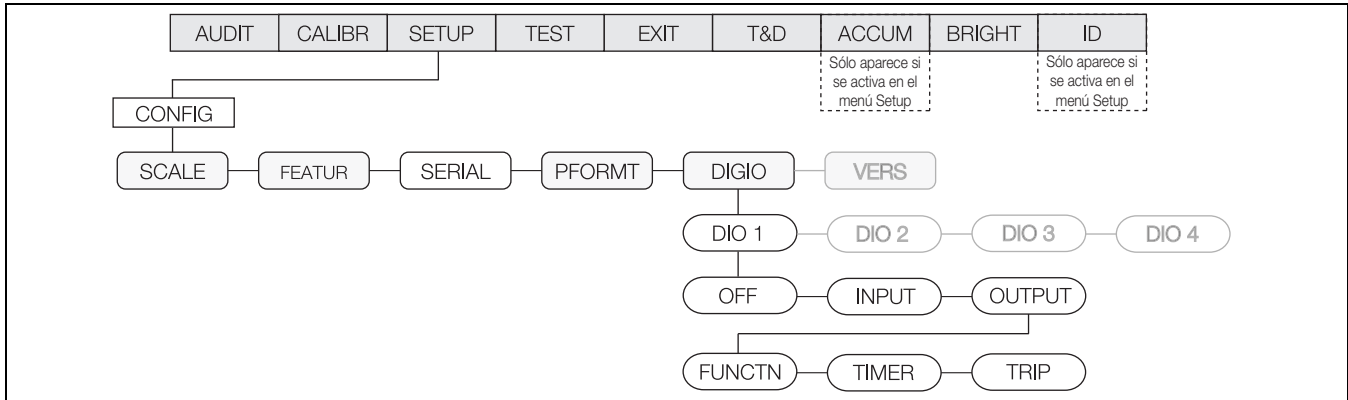 AUDIT CALIBR SETUP TEST EXIT T&D ACCUM BRIGHT ID
Sólo aparece si
se activa en el
menú Setup
Sólo aparece si
se activa en el
menú Setup
CONFIG
SCALE FEATUR SERIAL PFORMT DIGIO VERS
DIO 1 DIO 2 DIO 3 DIO 4
OFF INPUT OUTPUT
FUNCTN TIMER TRIP